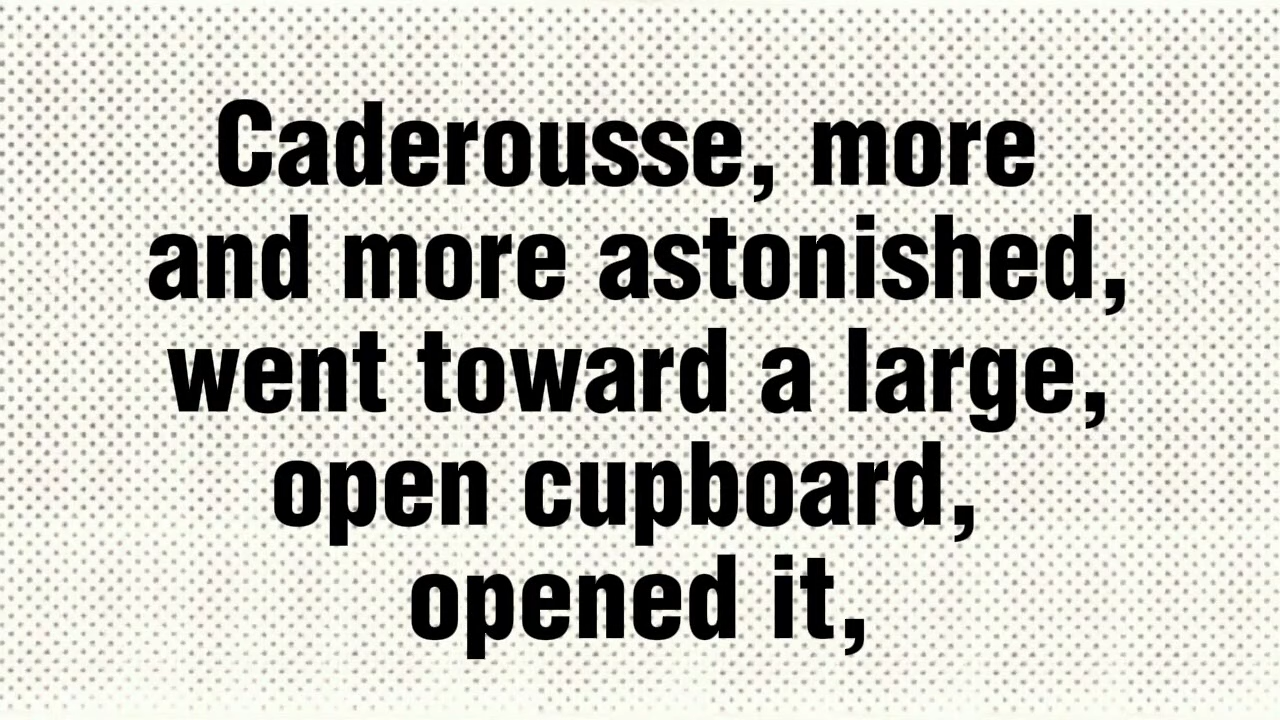 Caderousse, more
and more astonished,
went toward a large,
open cupboard,
opened it,